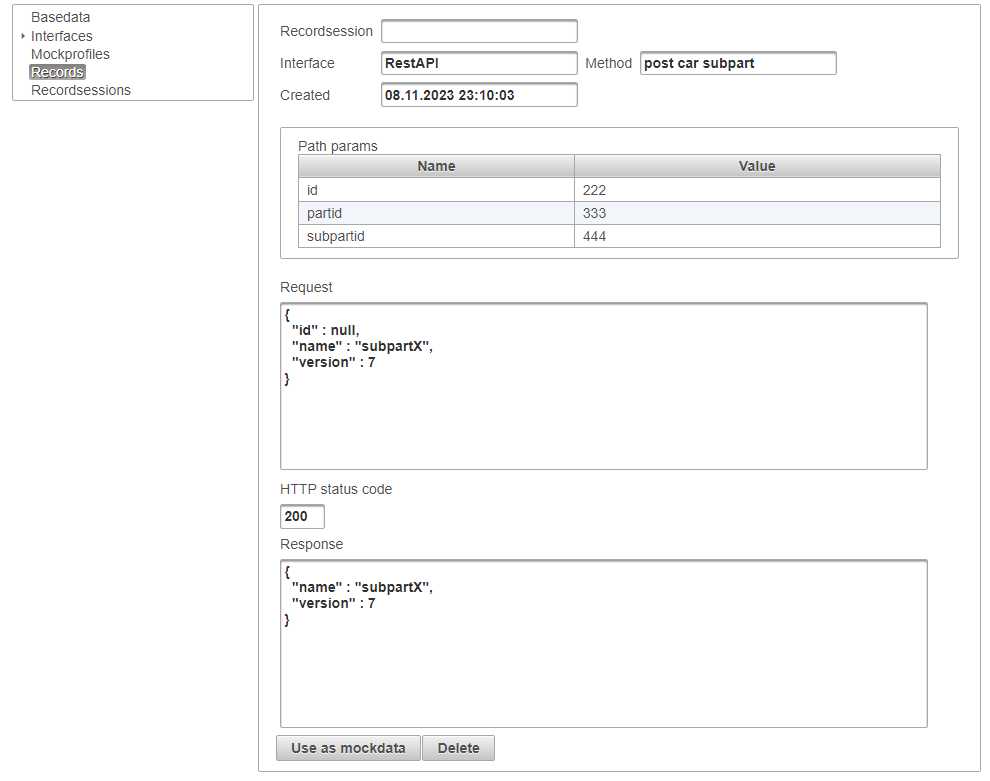 Basedata
Interfaces
Mockprofiles
Records
Recordsessions
Recordsession
Interface RestAPI Method post car subpart
Created 08.11.2023 23:10:03
Path params
Name Value
id 222
partid 333
subpartid 444
Request
{
"id" : null,
"name" : "subpartX",
"version" : 7
}
HTTP status code
200
Response
{
"name" : "subpartX",
"version" : 7
}
Use as mockdata Delete